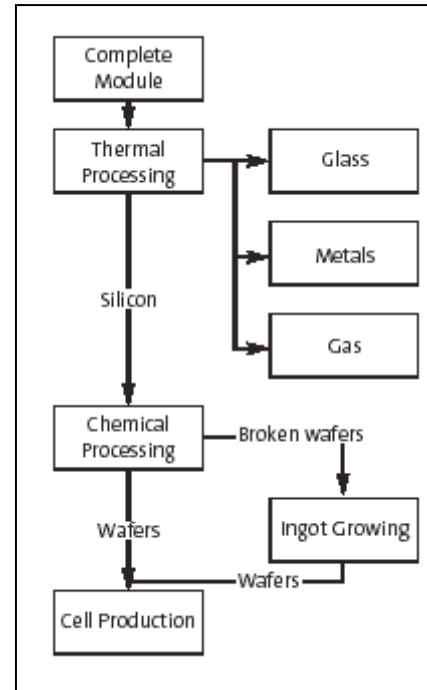 Complete
Module
Thermal
Processing
Glass
Metals
Silicon
Gas
Chemical
Processing
Broken wafers
Wafers
Ingot Growing
Wafers
Cell Production